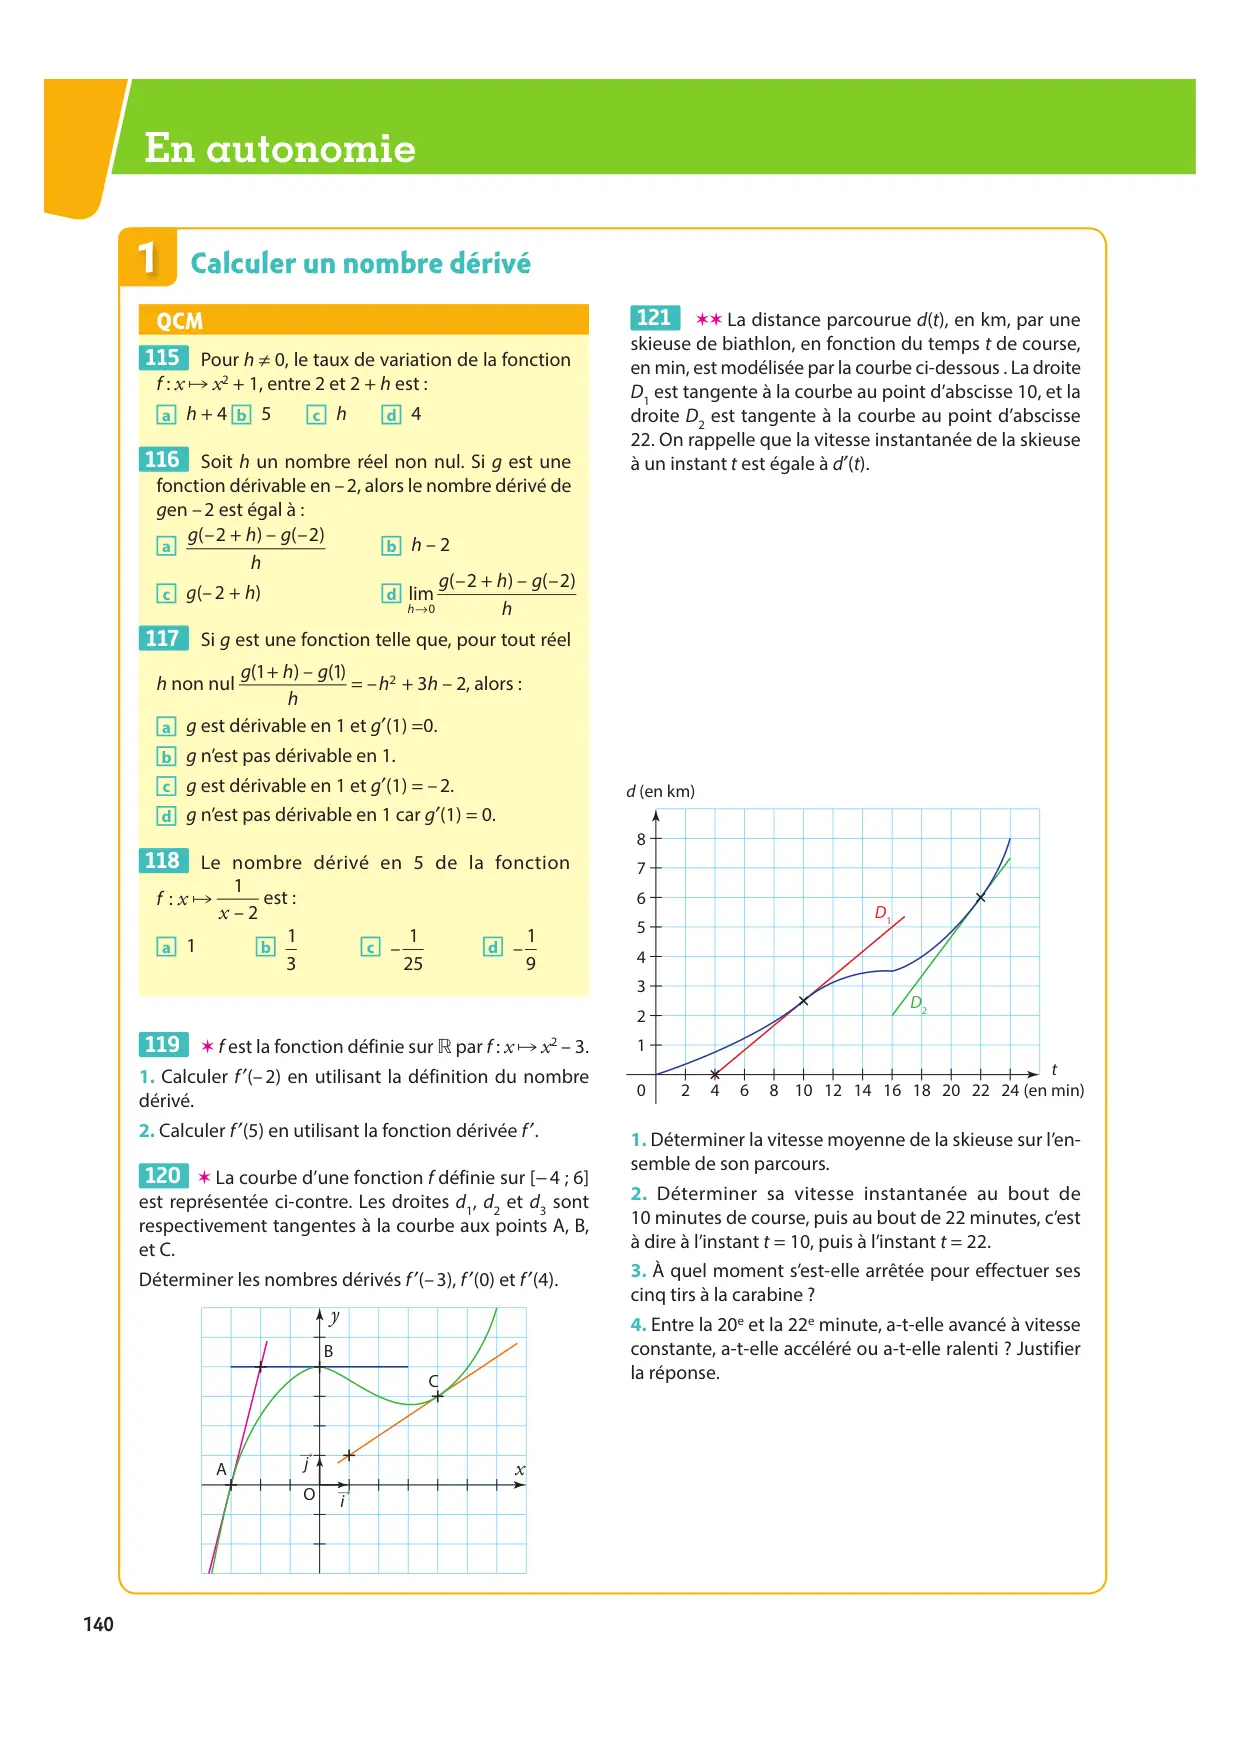 En autonomie
1 Calculer un nombre dérivé
QCM
115 Pour h ≠ 0, le taux de variation de la fonction
f : x ↦ x² + 1, entre 2 et 2 + h est :
a h + 4 b 5 c h d 4
116 Soit h un nombre réel non nul. Si g est une
fonction dérivable en – 2, alors le nombre dérivé de
gen – 2 est égal à :
a g(–2 + h) – g(–2) / h b h – 2
c g(– 2 + h) d lim h→0 g(–2 + h) – g(–2) / h
117 Si g est une fonction telle que, pour tout réel
h non nul g(1 + h) – g(1) / h = – h² + 3h – 2, alors :
a g est dérivable en 1 et g′(1) =0.
b g n’est pas dérivable en 1.
c g est dérivable en 1 et g′(1) = – 2.
d g n’est pas dérivable en 1 car g′(1) = 0.
118 Le nombre dérivé en 5 de la fonction
f : x ↦ 1 / x – 2 est :
a 1 b 1/3 c – 1/25 d – 1/9
119 ✶ f est la fonction définie sur ℝ par f : x ↦ x² – 3.
1. Calculer f ′(– 2) en utilisant la définition du nombre
dérivé.
2. Calculer f ′(5) en utilisant la fonction dérivée f ′.
120 ✶ La courbe d’une fonction f définie sur [– 4 ; 6]
est représentée ci-contre. Les droites d₁, d₂ et d₃ sont
respectivement tangentes à la courbe aux points A, B,
et C.
Déterminer les nombres dérivés f ′(– 3), f ′(0) et f ′(4).
y
B
C
A
j
x
O
i
121 ✶✶ La distance parcourue d(t), en km, par une
skieuse de biathlon, en fonction du temps t de course,
en min, est modélisée par la courbe ci-dessous . La droite
D₁ est tangente à la courbe au point d’abscisse 10, et la
droite D₂ est tangente à la courbe au point d’abscisse
22. On rappelle que la vitesse instantanée de la skieuse
à un instant t est égale à d′(t).
d (en km)
8
7
6
D₁
5
4
3
D₂
2
1
t
0 2 4 6 8 10 12 14 16 18 20 22 24 (en min)
1. Déterminer la vitesse moyenne de la skieuse sur l’en-
semble de son parcours.
2. Déterminer sa vitesse instantanée au bout de
10 minutes de course, puis au bout de 22 minutes, c’est
à dire à l’instant t = 10, puis à l’instant t = 22.
3. À quel moment s’est-elle arrêtée pour effectuer ses
cinq tirs à la carabine ?
4. Entre la 20ᵉ et la 22ᵉ minute, a-t-elle avancé à vitesse
constante, a-t-elle accéléré ou a-t-elle ralenti ? Justifier
la réponse.
140